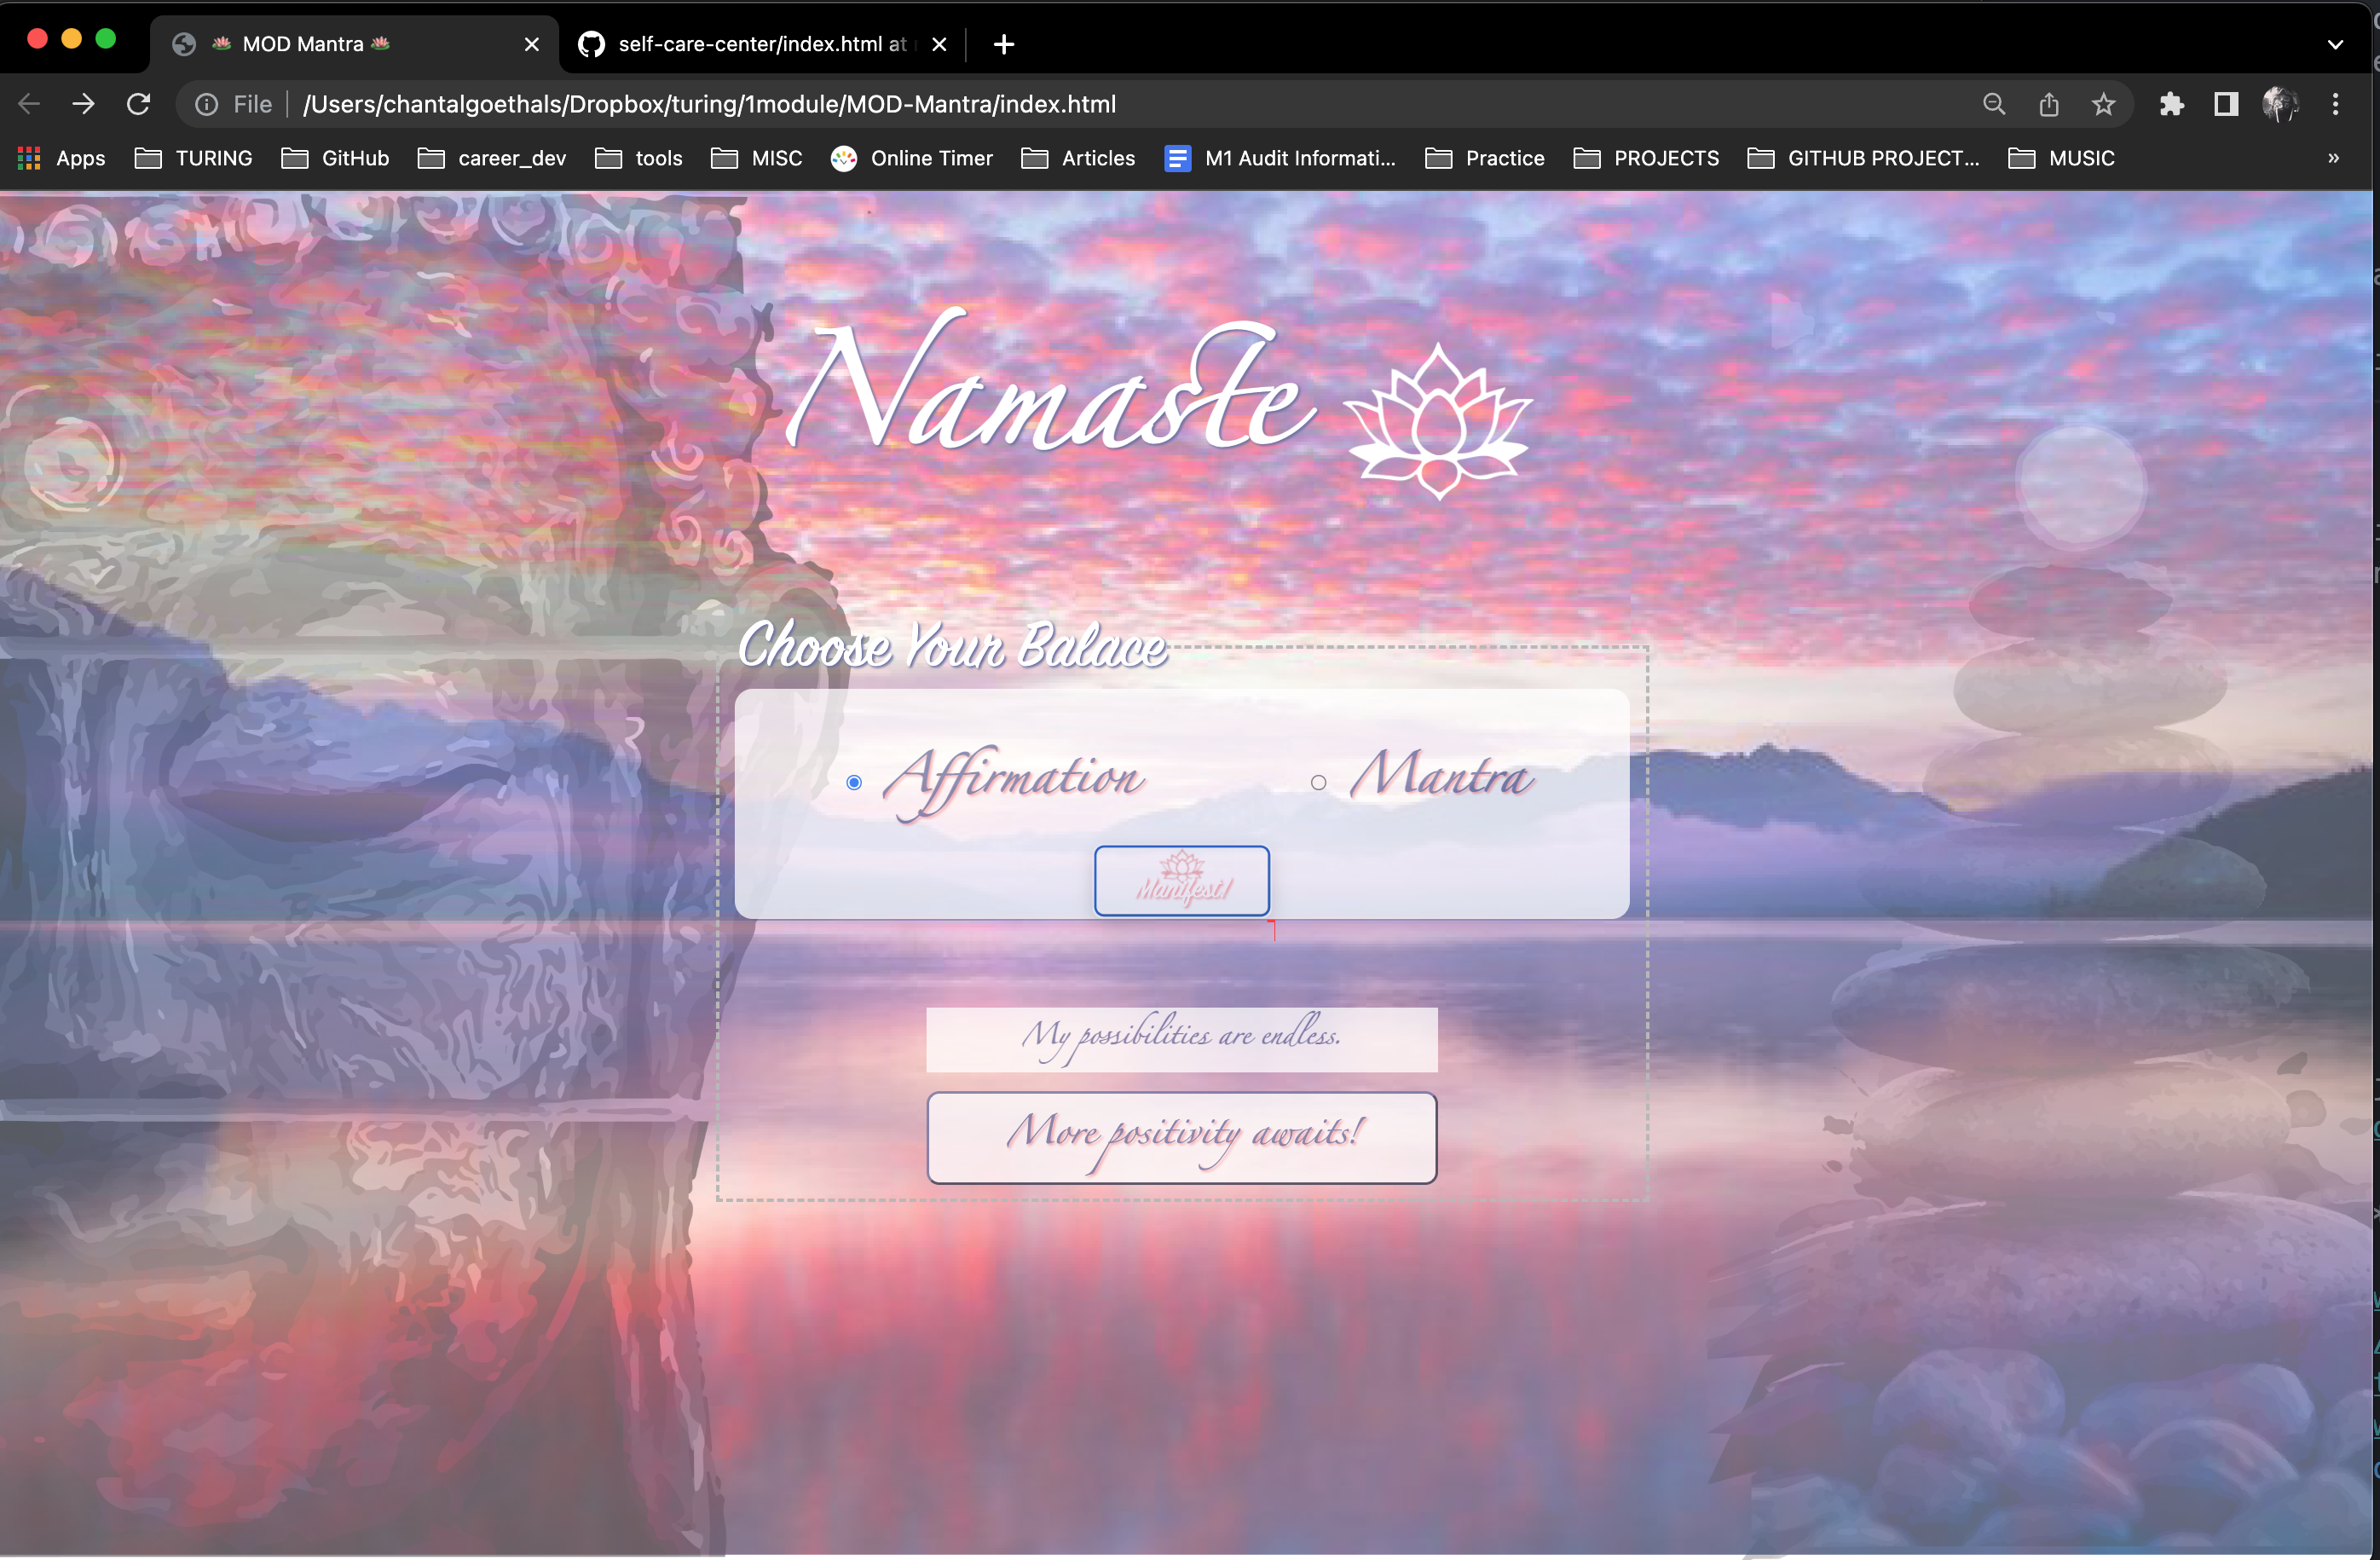 MOD Mantra
self-care-center/index.html at
File /Users/chantalgoethals/Dropbox/turing/1module/MOD-Mantra/index.html
Apps TURING GitHub career_dev tools MISC Online Timer Articles M1 Audit Informati... Practice PROJECTS GITHUB PROJECT... MUSIC »
Namaste
Choose Your Balace
Affirmation Mantra
Manifest!
My possibilities are endless.
More positivity awaits!